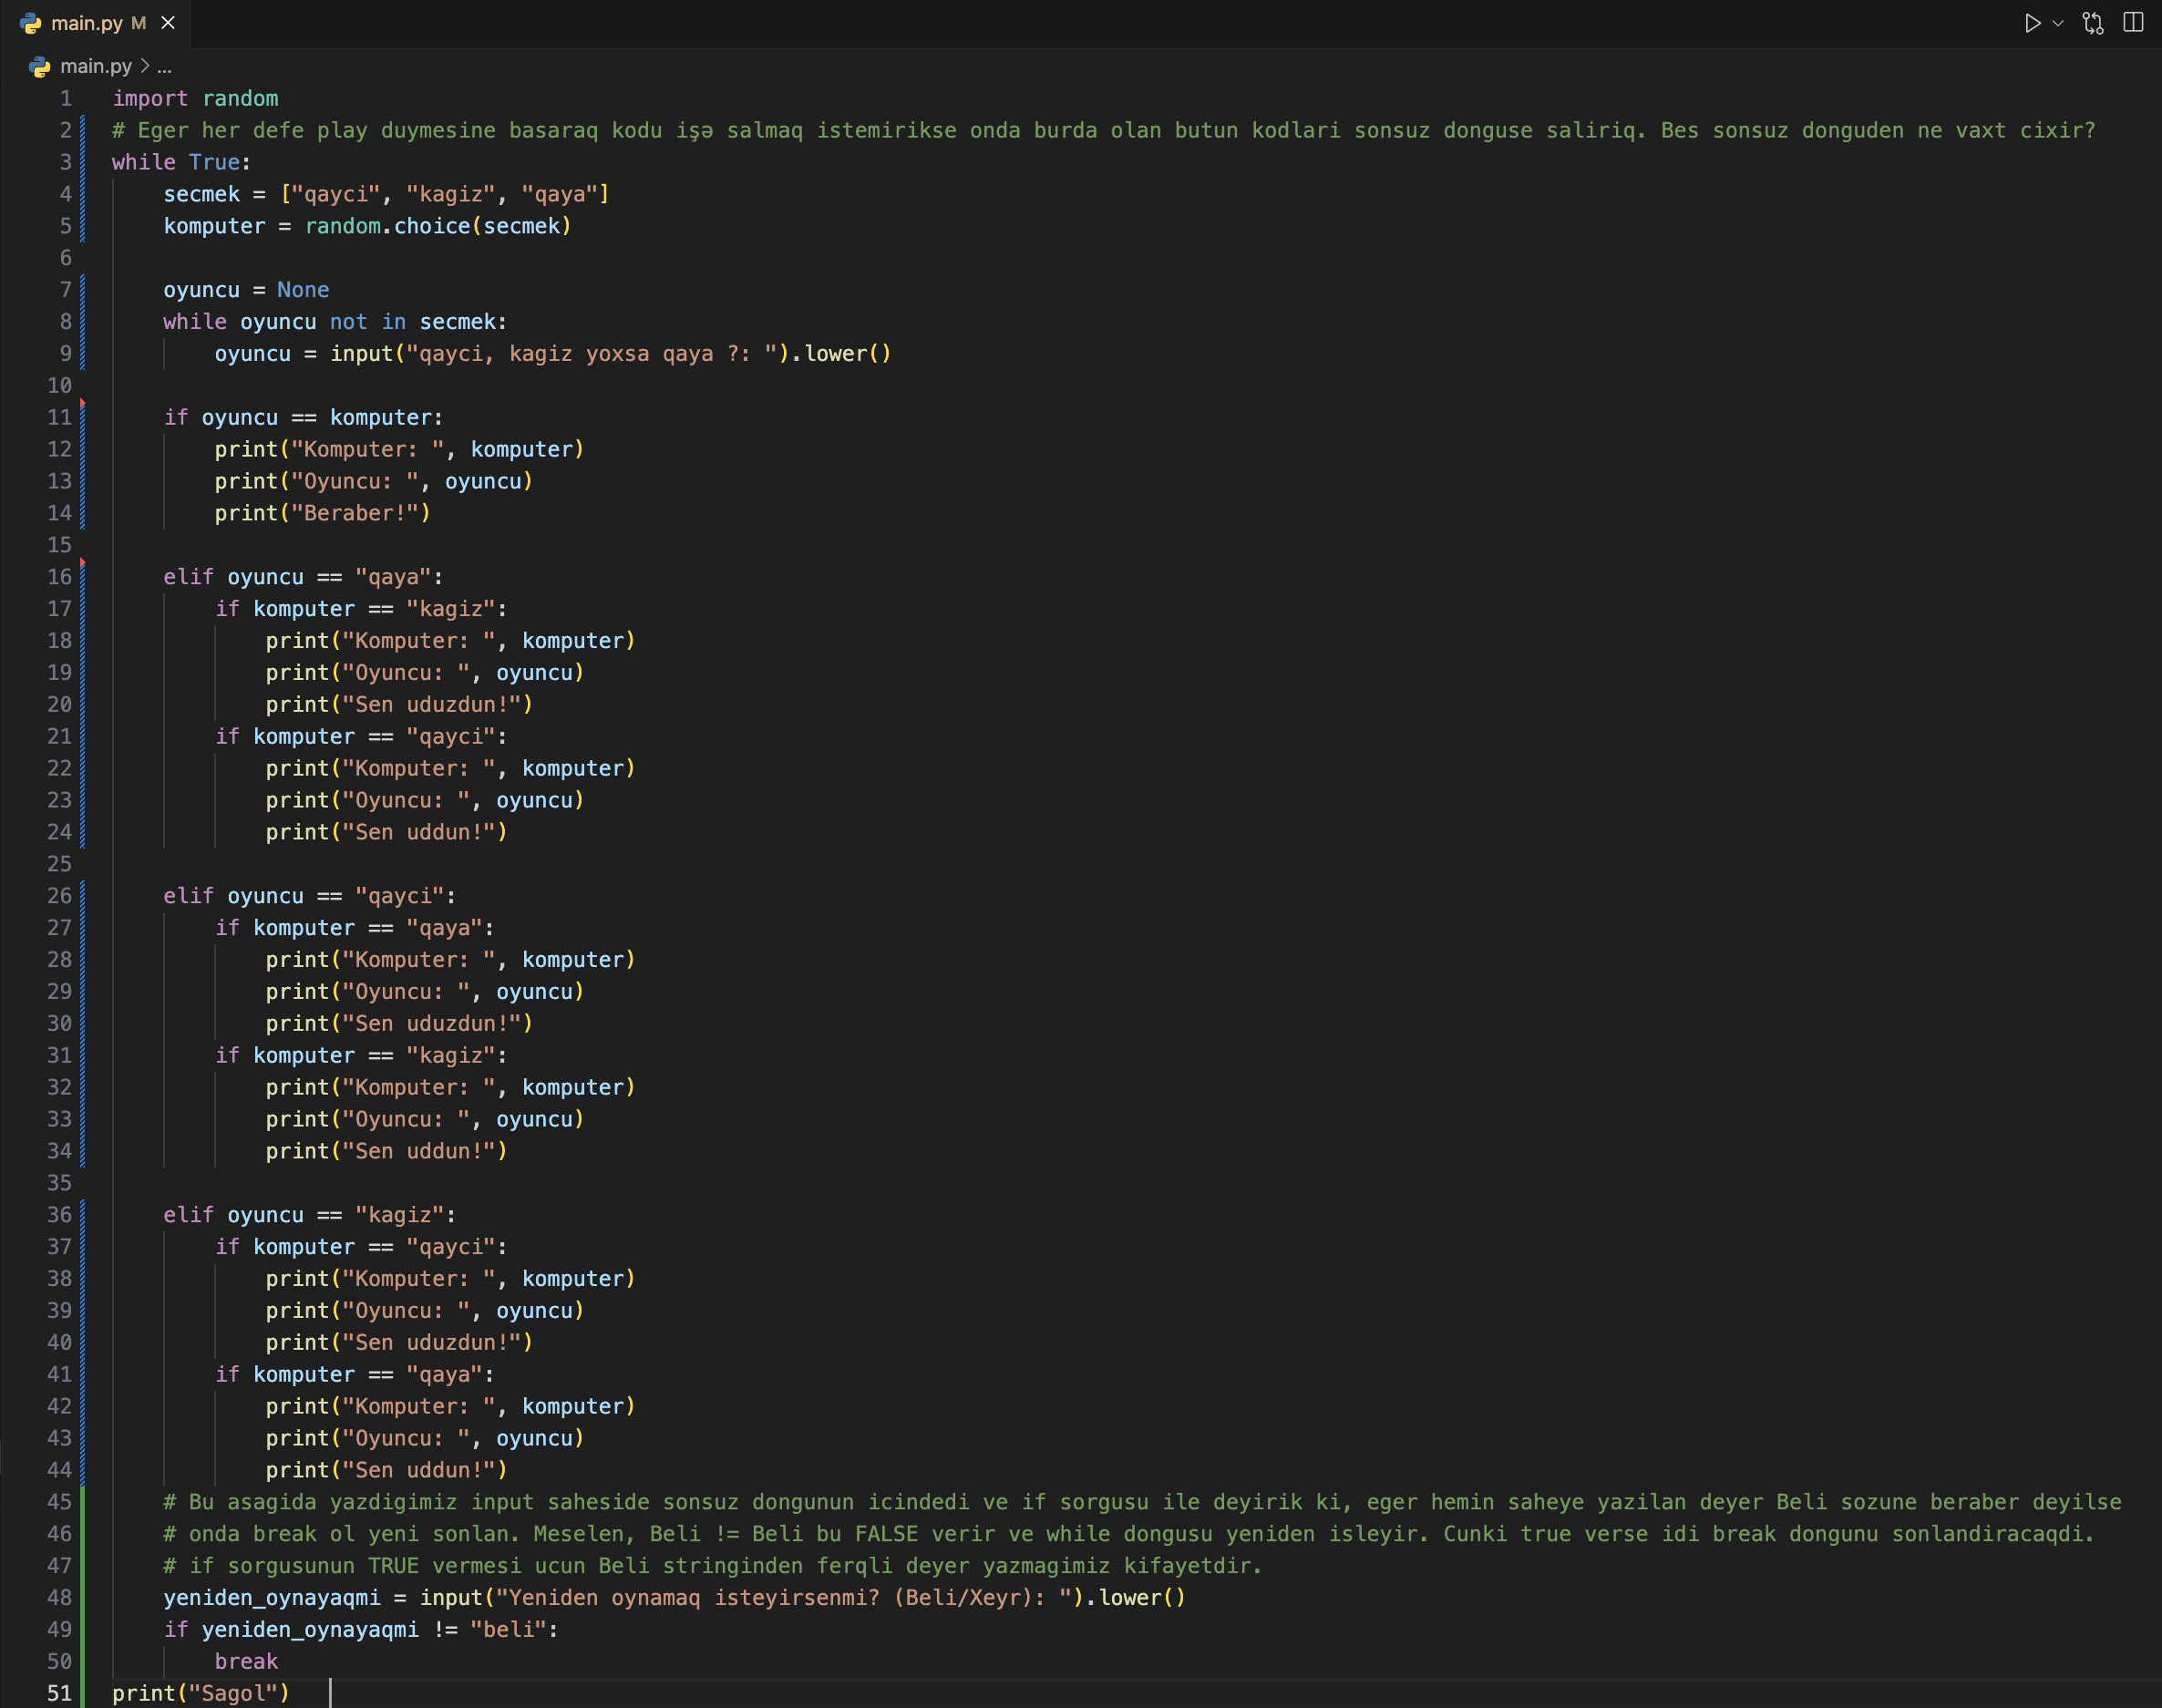 main.py M
main.py > ...
1 import random
2 # Eger her defe play duymesine basaraq kodu işə salmaq istemirikse onda burda olan butun kodlari sonsuz donguse saliriq. Bes sonsuz donguden ne vaxt cixir?
3 while True:
4     secmek = ["qayci", "kagiz", "qaya"]
5     komputer = random.choice(secmek)
6
7     oyuncu = None
8     while oyuncu not in secmek:
9         oyuncu = input("qayci, kagiz yoxsa qaya ?: ").lower()
10
11     if oyuncu == komputer:
12         print("Komputer: ", komputer)
13         print("Oyuncu: ", oyuncu)
14         print("Beraber!")
15
16     elif oyuncu == "qaya":
17         if komputer == "kagiz":
18             print("Komputer: ", komputer)
19             print("Oyuncu: ", oyuncu)
20             print("Sen uduzdun!")
21         if komputer == "qayci":
22             print("Komputer: ", komputer)
23             print("Oyuncu: ", oyuncu)
24             print("Sen uddun!")
25
26     elif oyuncu == "qayci":
27         if komputer == "qaya":
28             print("Komputer: ", komputer)
29             print("Oyuncu: ", oyuncu)
30             print("Sen uduzdun!")
31         if komputer == "kagiz":
32             print("Komputer: ", komputer)
33             print("Oyuncu: ", oyuncu)
34             print("Sen uddun!")
35
36     elif oyuncu == "kagiz":
37         if komputer == "qayci":
38             print("Komputer: ", komputer)
39             print("Oyuncu: ", oyuncu)
40             print("Sen uduzdun!")
41         if komputer == "qaya":
42             print("Komputer: ", komputer)
43             print("Oyuncu: ", oyuncu)
44             print("Sen uddun!")
45     # Bu asagida yazdigimiz input saheside sonsuz dongunun icindedi ve if sorgusu ile deyirik ki, eger hemin saheye yazilan deyer Beli sozune beraber deyilse
46     # onda break ol yeni sonlan. Meselen, Beli != Beli bu FALSE verir ve while dongusu yeniden isleyir. Cunki true verse idi break dongunu sonlandiracaqdi.
47     # if sorgusunun TRUE vermesi ucun Beli stringinden ferqli deyer yazmagimiz kifayetdir.
48     yeniden_oynayaqmi = input("Yeniden oynamaq isteyirsenmi? (Beli/Xeyr): ").lower()
49     if yeniden_oynayaqmi != "beli":
50         break
51 print("Sagol")